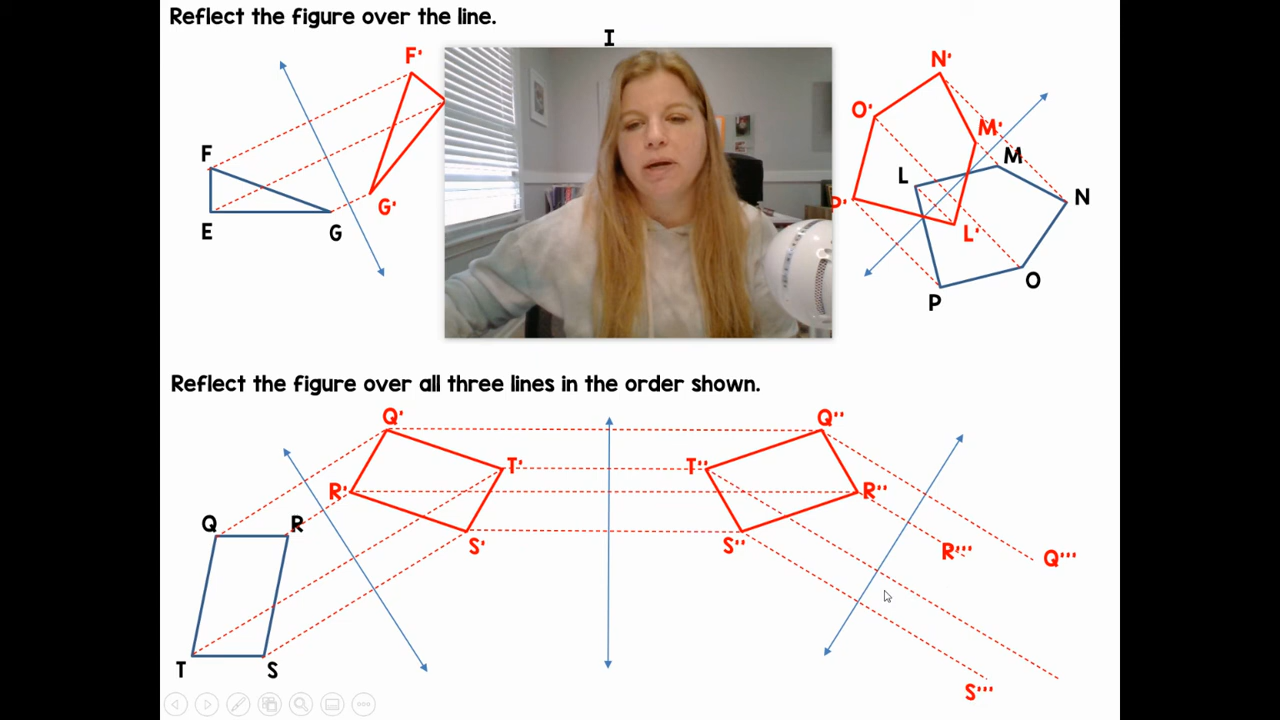 Reflect the figure over the line.
I
F'
N'
O'
M'
F
M
L
P'
N
G'
E
G
L'
O
P
Reflect the figure over all three lines in the order shown.
Q'
Q''
T'
T''
R'
R''
Q
R
S'
S''
R'''
Q'''
T
S
S'''